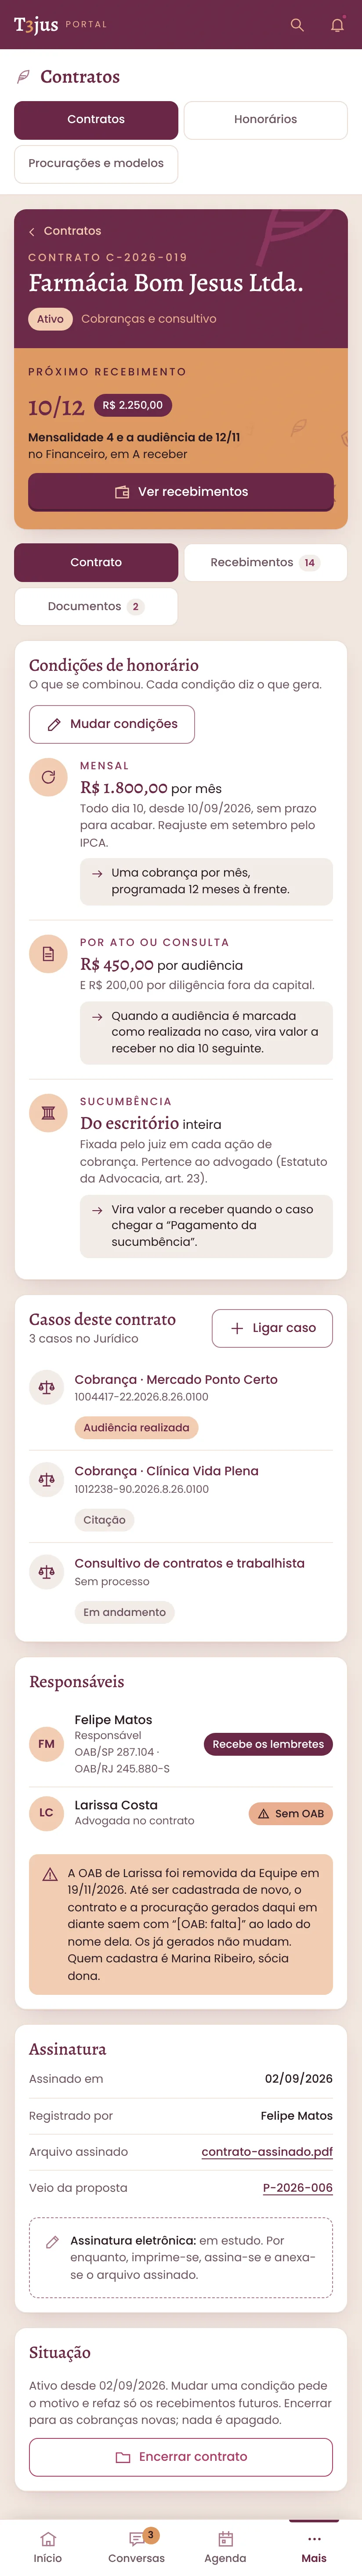 T3jus PORTAL
Contratos
Contratos
Honorários
Procurações e modelos
Contratos
CONTRATO C-2026-019
Farmácia Bom Jesus Ltda.
Ativo
Cobranças e consultivo
PRÓXIMO RECEBIMENTO
10/12
R$ 2.250,00
Mensalidade 4 e a audiência de 12/11
no Financeiro, em A receber
Ver recebimentos
Contrato
Recebimentos 14
Documentos 2
Condições de honorário
O que se combinou. Cada condição diz o que gera.
Mudar condições
MENSAL
R$ 1.800,00 por mês
Todo dia 10, desde 10/09/2026, sem prazo
para acabar. Reajuste em setembro pelo
IPCA.
→ Uma cobrança por mês,
programada 12 meses à frente.
POR ATO OU CONSULTA
R$ 450,00 por audiência
E R$ 200,00 por diligência fora da capital.
→ Quando a audiência é marcada
como realizada no caso, vira valor a
receber no dia 10 seguinte.
SUCUMBÊNCIA
Do escritório inteira
Fixada pelo juiz em cada ação de
cobrança. Pertence ao advogado (Estatuto
da Advocacia, art. 23).
→ Vira valor a receber quando o caso
chegar a “Pagamento da
sucumbência”.
Casos deste contrato
3 casos no Jurídico
Ligar caso
Cobrança · Mercado Ponto Certo
1004417-22.2026.8.26.0100
Audiência realizada
Cobrança · Clínica Vida Plena
1012238-90.2026.8.26.0100
Citação
Consultivo de contratos e trabalhista
Sem processo
Em andamento
Responsáveis
FM
Felipe Matos
Responsável
OAB/SP 287.104 ·
OAB/RJ 245.880-S
Recebe os lembretes
LC
Larissa Costa
Advogada no contrato
Sem OAB
A OAB de Larissa foi removida da Equipe em
19/11/2026. Até ser cadastrada de novo, o
contrato e a procuração gerados daqui em
diante saem com “[OAB: falta]” ao lado do
nome dela. Os já gerados não mudam.
Quem cadastra é Marina Ribeiro, sócia
dona.
Assinatura
Assinado em 02/09/2026
Registrado por Felipe Matos
Arquivo assinado contrato-assinado.pdf
Veio da proposta P-2026-006
Assinatura eletrônica: em estudo. Por
enquanto, imprime-se, assina-se e anexa-
se o arquivo assinado.
Situação
Ativo desde 02/09/2026. Mudar uma condição pede
o motivo e refaz só os recebimentos futuros. Encerrar
para as cobranças novas; nada é apagado.
Encerrar contrato
3
Início
Conversas
Agenda
Mais